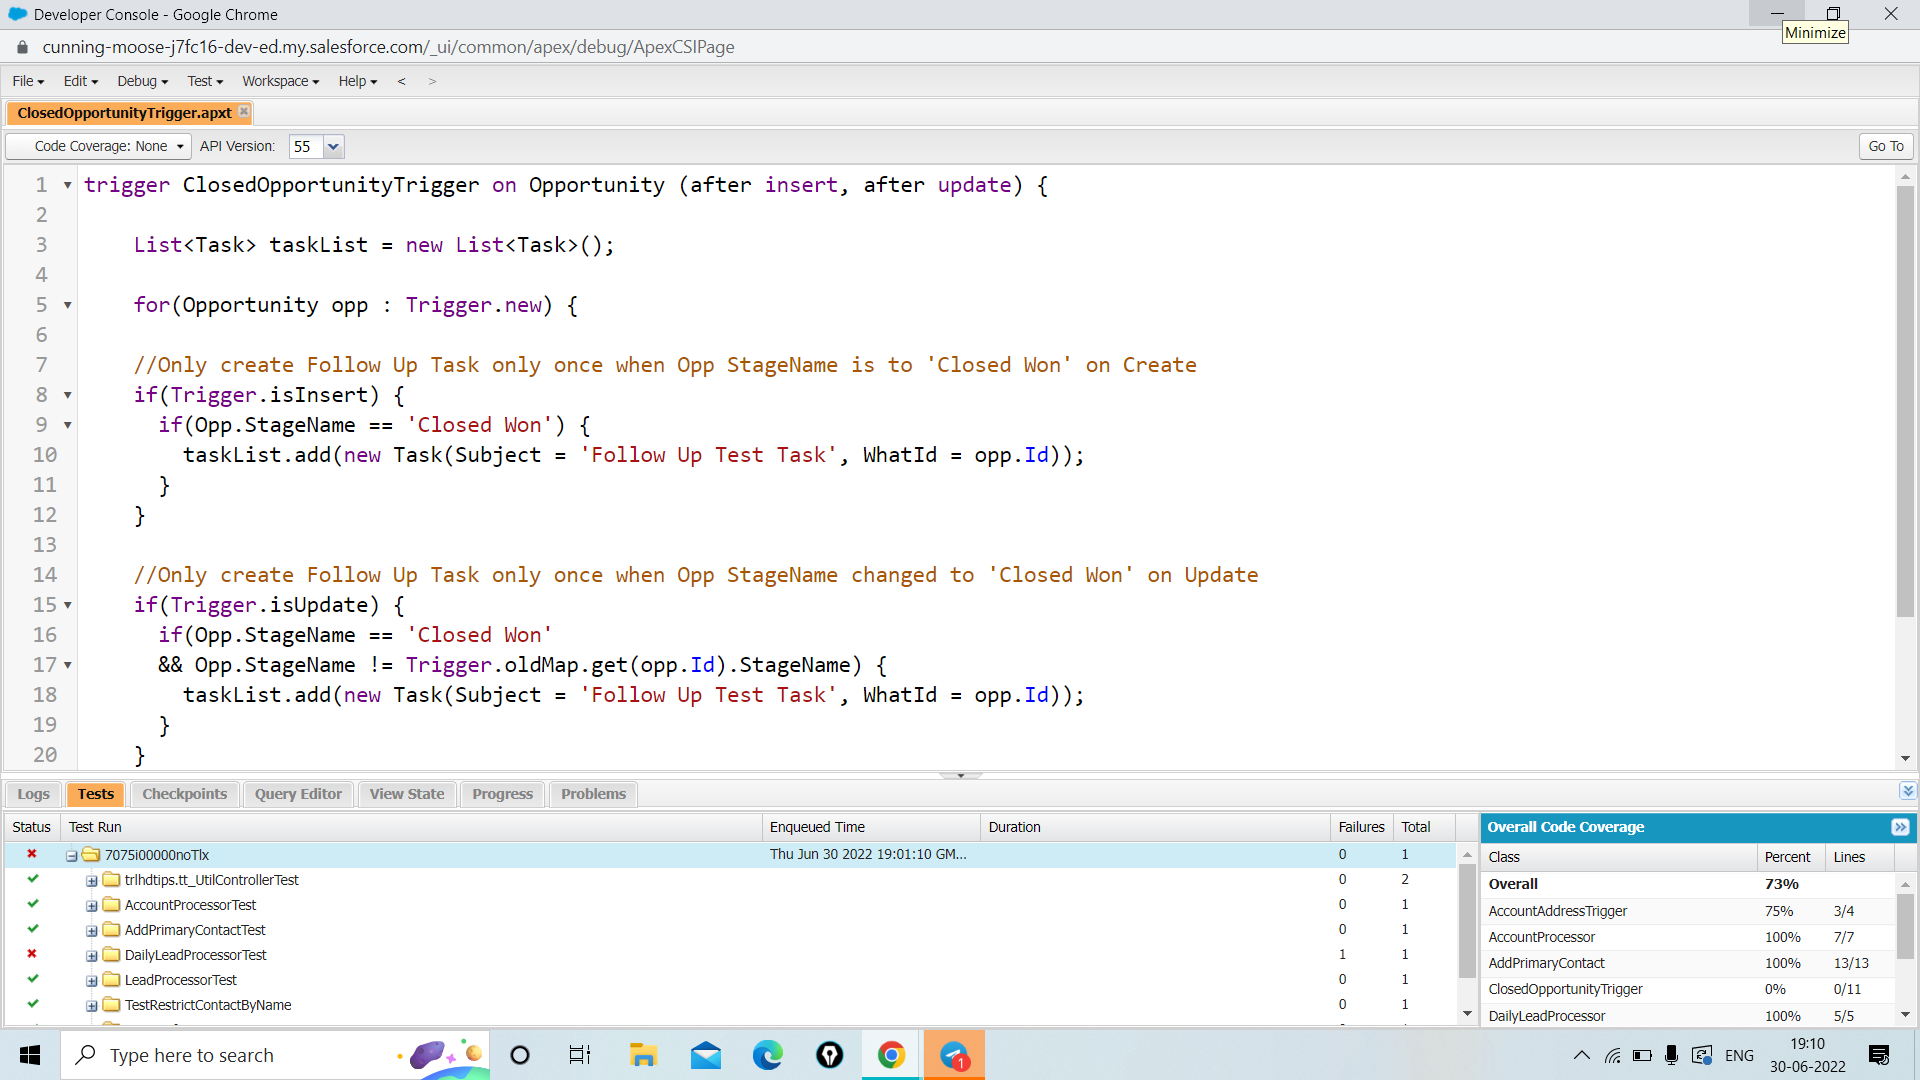 Developer Console - Google Chrome
Minimize
cunning-moose-j7fc16-dev-ed.my.salesforce.com/_ui/common/apex/debug/ApexCSIPage
File Edit Debug Test Workspace Help < >
ClosedOpportunityTrigger.apxt
Code Coverage: None API Version: 55 Go To
1 trigger ClosedOpportunityTrigger on Opportunity (after insert, after update) {
2
3 List<Task> taskList = new List<Task>();
4
5 for(Opportunity opp : Trigger.new) {
6
7 //Only create Follow Up Task only once when Opp StageName is to 'Closed Won' on Create
8 if(Trigger.isInsert) {
9 if(Opp.StageName == 'Closed Won') {
10 taskList.add(new Task(Subject = 'Follow Up Test Task', WhatId = opp.Id));
11 }
12 }
13
14 //Only create Follow Up Task only once when Opp StageName changed to 'Closed Won' on Update
15 if(Trigger.isUpdate) {
16 if(Opp.StageName == 'Closed Won'
17 && Opp.StageName != Trigger.oldMap.get(opp.Id).StageName) {
18 taskList.add(new Task(Subject = 'Follow Up Test Task', WhatId = opp.Id));
19 }
20 }
Logs Tests Checkpoints Query Editor View State Progress Problems
Status Test Run Enqueued Time Duration Failures Total
7075i00000noTlx Thu Jun 30 2022 19:01:10 GM... 0 1
trlhdtips.tt_UtilControllerTest 0 2
AccountProcessorTest 0 1
AddPrimaryContactTest 0 1
DailyLeadProcessorTest 1 1
LeadProcessorTest 0 1
TestRestrictContactByName 0 1
Overall Code Coverage
Class Percent Lines
Overall 73%
AccountAddressTrigger 75% 3/4
AccountProcessor 100% 7/7
AddPrimaryContact 100% 13/13
ClosedOpportunityTrigger 0% 0/11
DailyLeadProcessor 100% 5/5
Type here to search
1
ENG
19:10
30-06-2022